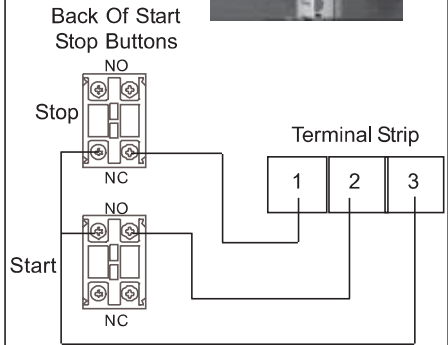 Back Of Start
Stop Buttons
NO
Stop
NC
Terminal Strip
1 2 3
NO
Start
NC